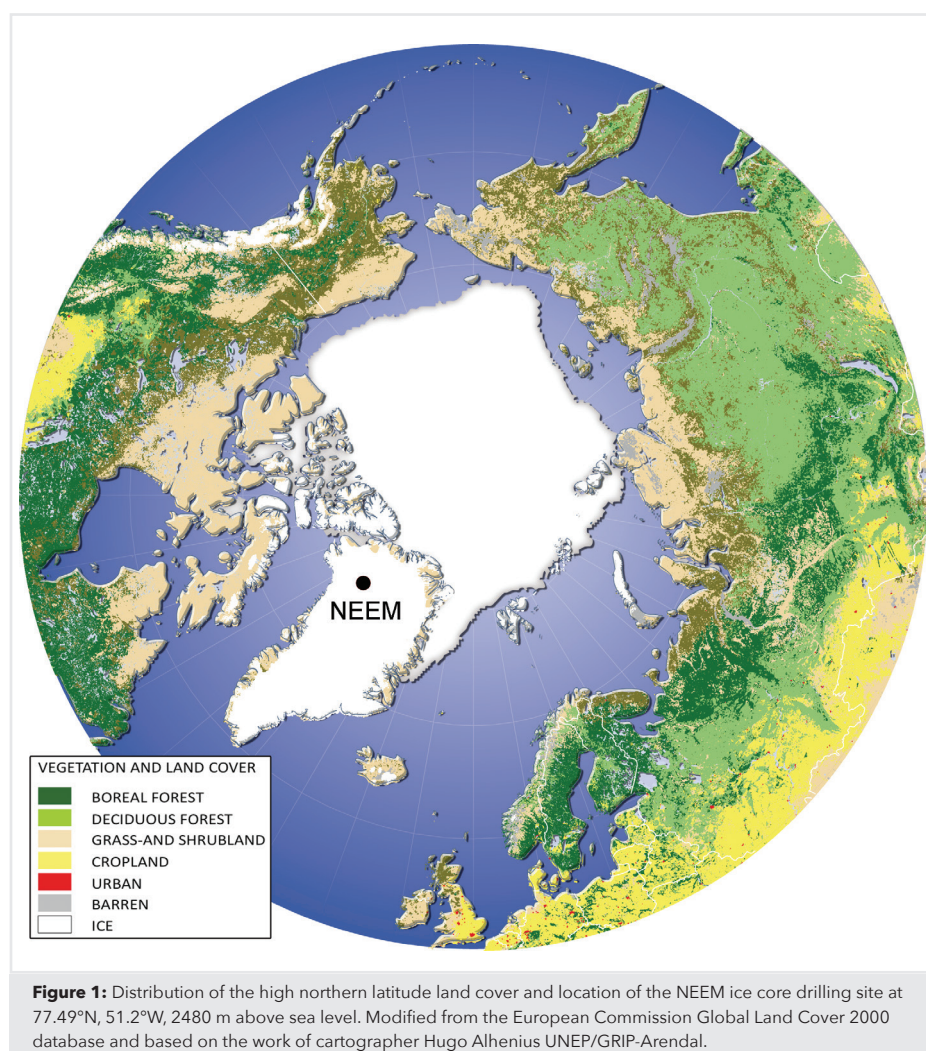 NEEM
VEGETATION AND LAND COVER
BOREAL FOREST
DECIDUOUS FOREST
GRASS-AND SHRUBLAND
CROPLAND
URBAN
BARREN
ICE
Figure 1: Distribution of the high northern latitude land cover and location of the NEEM ice core drilling site at
77.49°N, 51.2°W, 2480 m above sea level. Modified from the European Commission Global Land Cover 2000
database and based on the work of cartographer Hugo Alhenius UNEP/GRIP-Arendal.